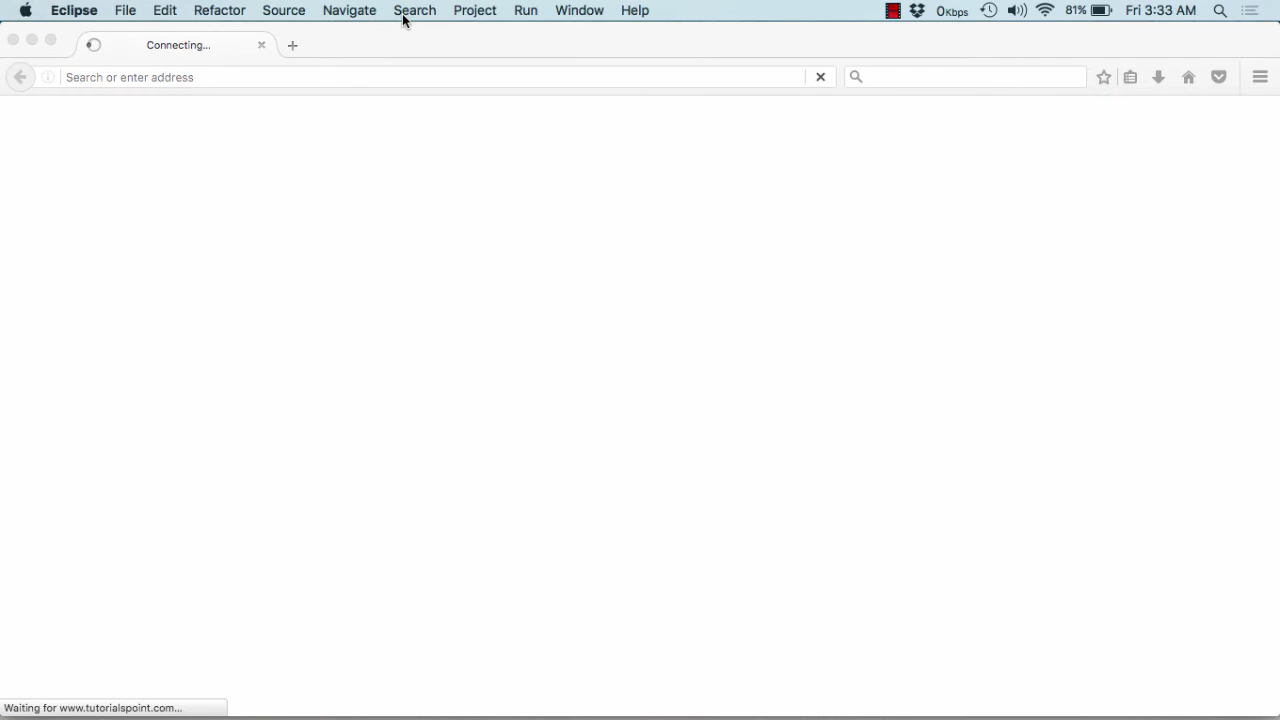 Eclipse File Edit Refactor Source Navigate Search Project Run Window Help 0kbps 81% Fri 3:33 AM
Connecting...
Search or enter address
Waiting for www.tutorialspoint.com...